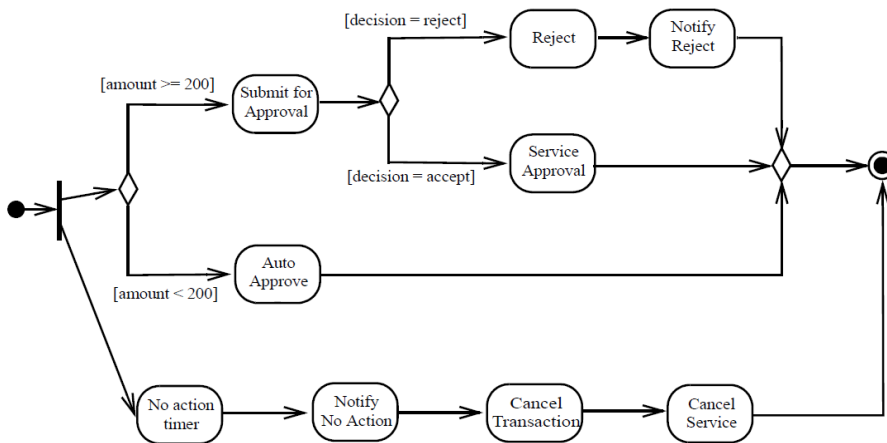 [decision = reject]
Reject
Notify
Reject
[amount >= 200]
Submit for
Approval
[decision = accept]
Service
Approval
[amount < 200]
Auto
Approve
No action
timer
Notify
No Action
Cancel
Transaction
Cancel
Service